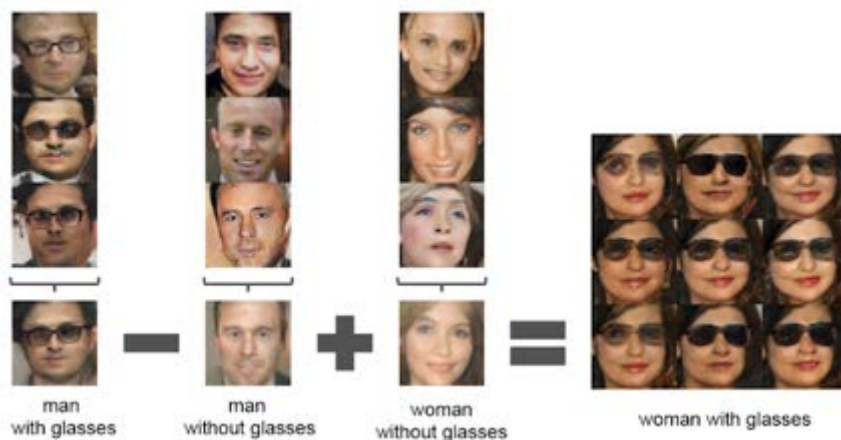 man
with glasses
man
without glasses
woman
without glasses
woman with glasses